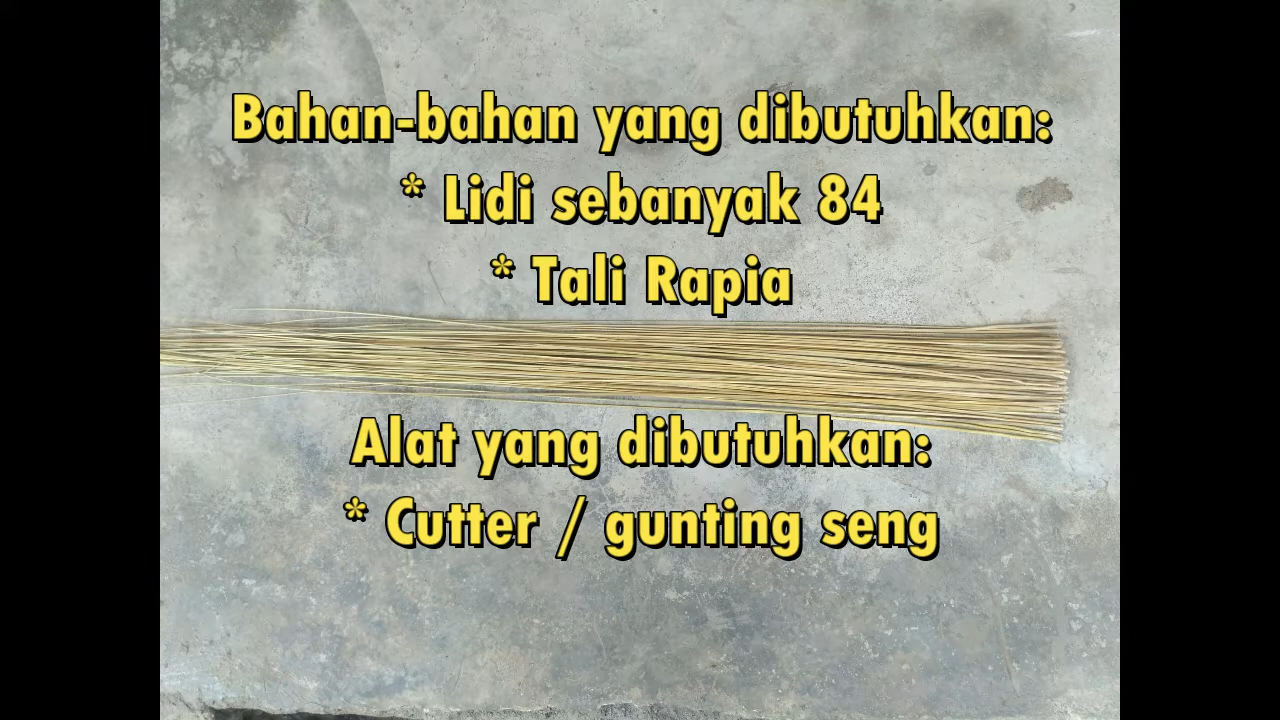 Bahan-bahan yang dibutuhkan:
* Lidi sebanyak 84
* Tali Rapia
Alat yang dibutuhkan:
* Cutter / gunting seng